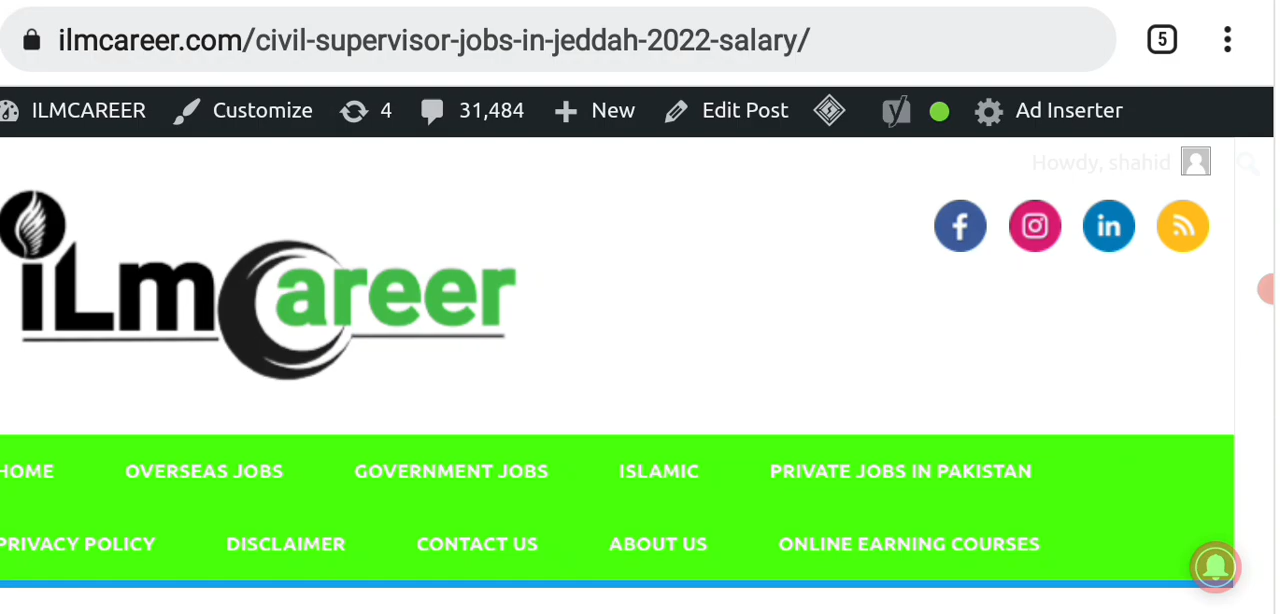 ilmcareer.com/civil-supervisor-jobs-in-jeddah-2022-salary/ 5
ILMCAREER Customize 4 31,484 New Edit Post Ad Inserter
Howdy, shahid
iLmCareer
HOME OVERSEAS JOBS GOVERNMENT JOBS ISLAMIC PRIVATE JOBS IN PAKISTAN
PRIVACY POLICY DISCLAIMER CONTACT US ABOUT US ONLINE EARNING COURSES